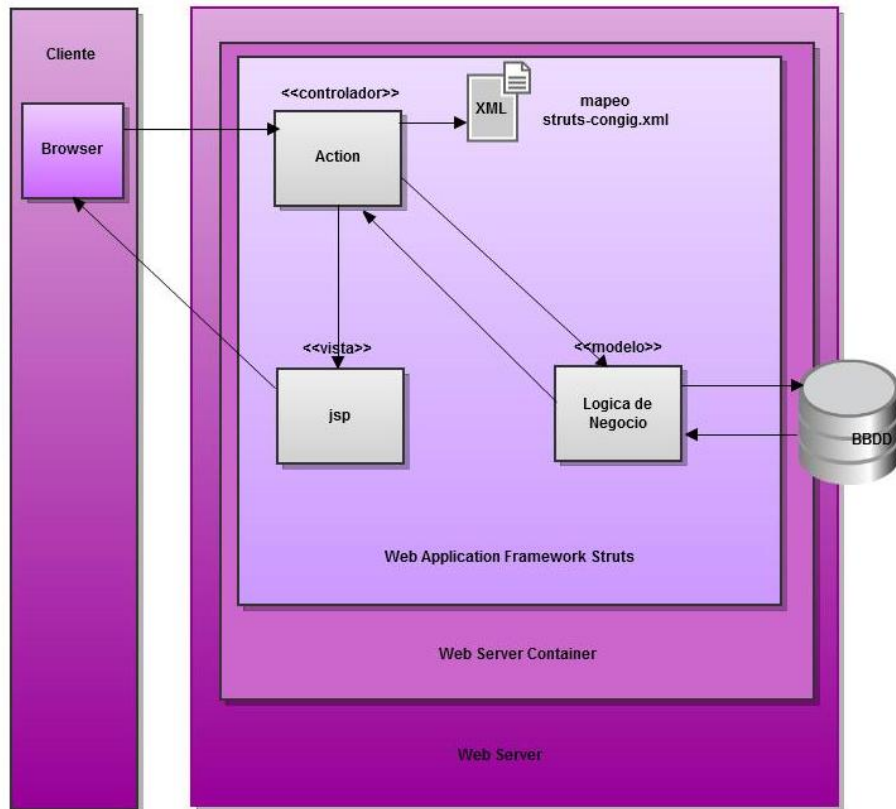 Cliente
Browser
<<controlador>>
Action
XML
mapeo
struts-congig.xml
<<vista>>
jsp
<<modelo>>
Logica de
Negocio
BBDD
Web Application Framework Struts
Web Server Container
Web Server